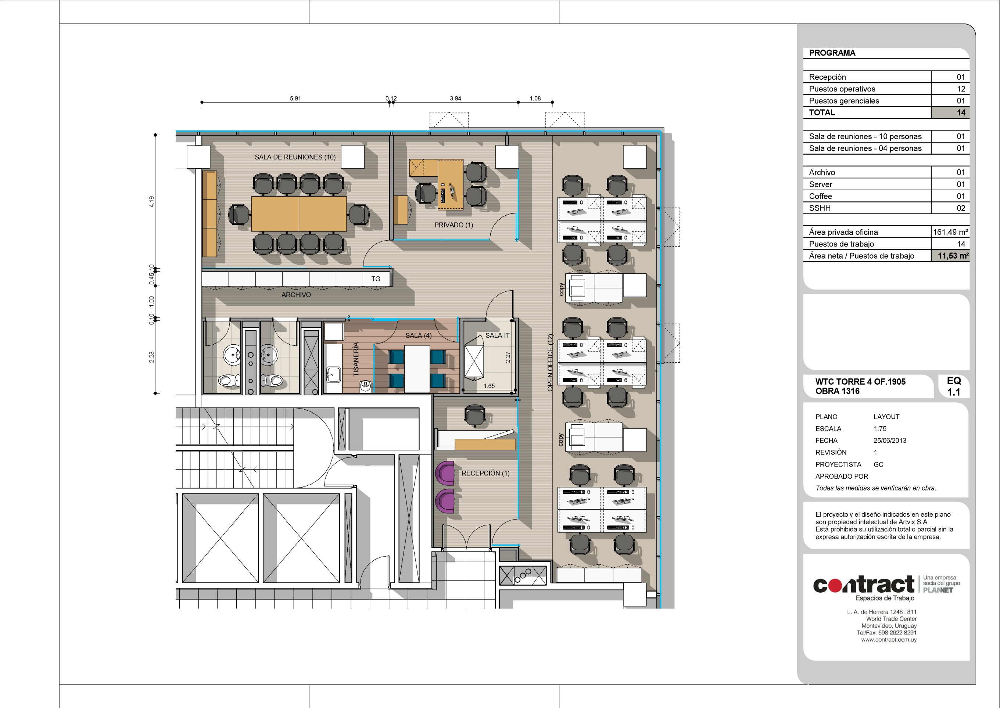 5.91
0.12
3.94
1.08
SALA DE REUNIONES (10)
PRIVADO (1)
4.19
0.10
0.45
1.00
0.10
2.28
TG
ARCHIVO
copy
SALA (4)
SALA IT
TISANERÍA
2.27
1.65
OPEN OFFICE (12)
copy
RECEPCIÓN (1)
PROGRAMA
Recepción 01
Puestos operativos 12
Puestos gerenciales 01
TOTAL 14
Sala de reuniones - 10 personas 01
Sala de reuniones - 04 personas 01
Archivo 01
Server 01
Coffee 01
SSHH 02
Área privada oficina 161,49 m²
Puestos de trabajo 14
Área neta / Puestos de trabajo 11,53 m²
WTC TORRE 4 OF.1905
OBRA 1316
EQ
1.1
PLANO LAYOUT
ESCALA 1:75
FECHA 25/06/2013
REVISIÓN 1
PROYECTISTA GC
APROBADO POR
Todas las medidas se verificarán en obra.
El proyecto y el diseño indicados en este plano
son propiedad intelectual de Artvix S.A.
Está prohibida su utilización total o parcial sin la
expresa autorización escrita de la empresa.
contract
Espacios de Trabajo
Una empresa
socia del grupo
PLANNET
L. A. de Herrera 1248 | 811
World Trade Center
Montevideo, Uruguay
Tel/Fax: 598 2622 8291
www.contract.com.uy